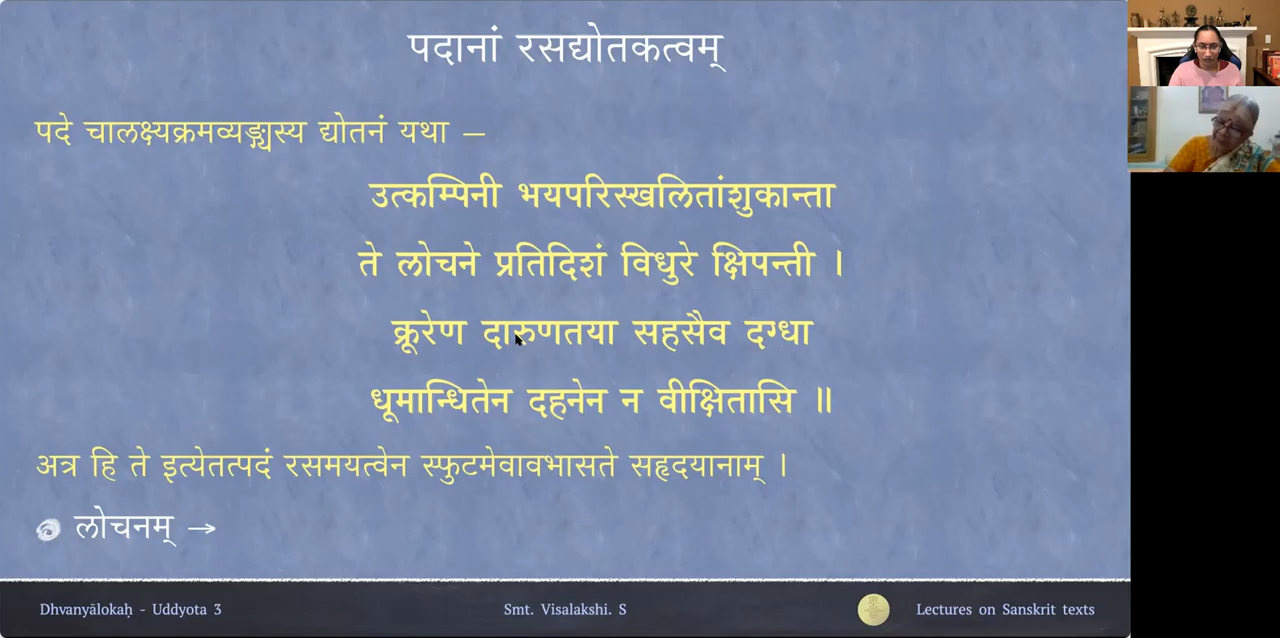 पदानां रसद्योतकत्वम्
पदे चालक्ष्यक्रमव्यङ्ग्यस्य द्योतनं यथा –
उत्कम्पिनी भयपरिस्खलितांशुकान्ता
ते लोचने प्रतिदिशं विधुरे क्षिपन्ती ।
क्रूरेण दारुणतया सहसैव दग्धा
धूमान्धितेन दहनेन न वीक्षितासि ॥
अत्र हि ते इत्येतत्पदं रसमयत्वेन स्फुटमेवावभासते सहृदयानाम् ।
लोचनम् →
Dhvanyālokaḥ - Uddyota 3
Smt. Visalakshi. S
Lectures on Sanskrit texts